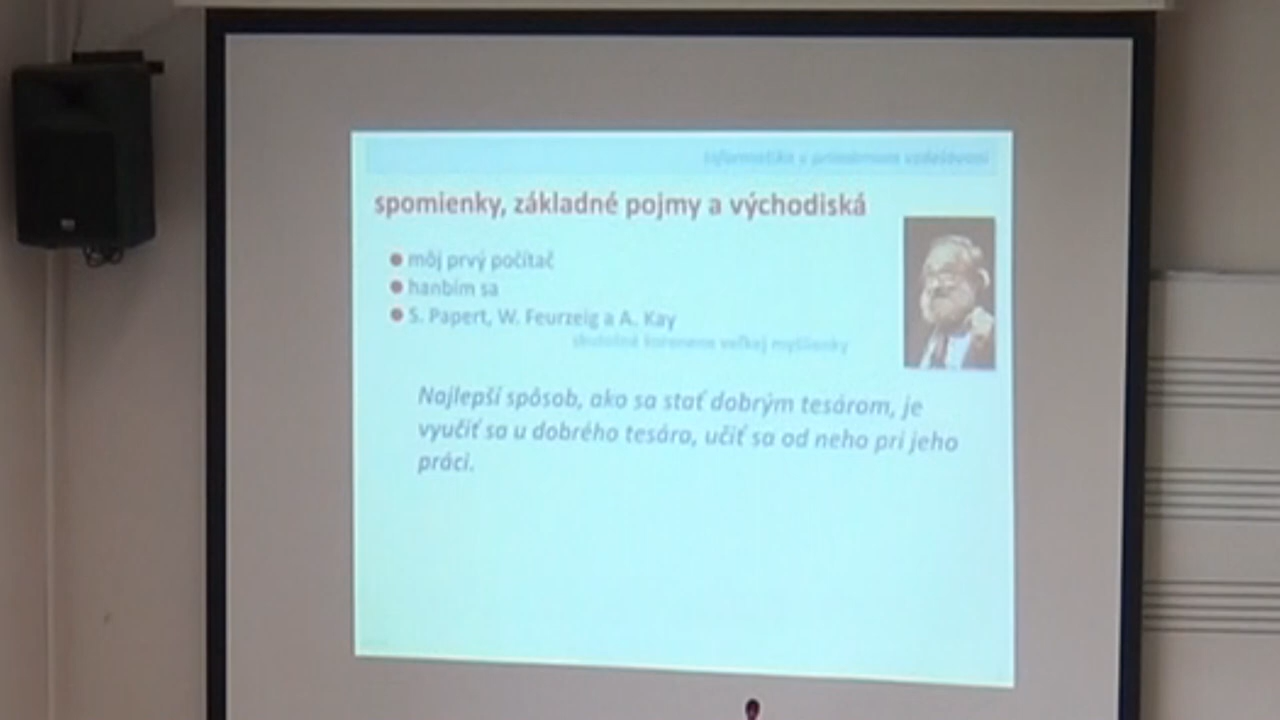 Informatika v primárnom vzdelávaní
spomienky, základné pojmy a východiská
môj prvý počítač
hanbím sa
S. Papert, W. Feurzeig a A. Kay
skutočné korene veľkej myšlienky
Najlepší spôsob, ako sa stať dobrým tesárom, je
vyučiť sa u dobrého tesára, učiť sa od neho pri jeho
práci.